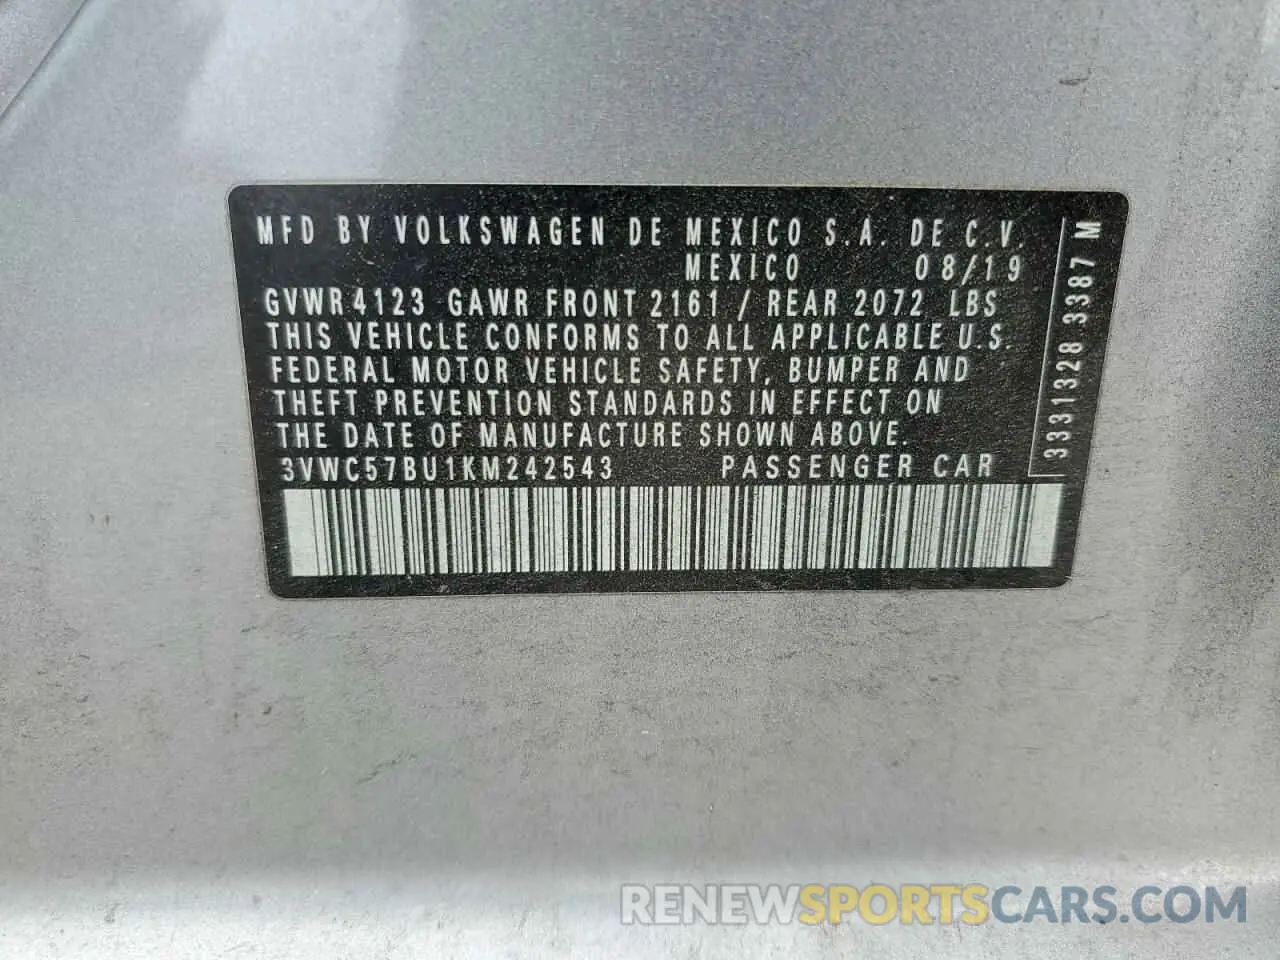 MFD BY VOLKSWAGEN DE MEXICO S.A. DE C.V.
MEXICO 08/19
GVWR 4123 GAWR FRONT 2161 / REAR 2072 LBS
THIS VEHICLE CONFORMS TO ALL APPLICABLE U.S.
FEDERAL MOTOR VEHICLE SAFETY, BUMPER AND
THEFT PREVENTION STANDARDS IN EFFECT ON
THE DATE OF MANUFACTURE SHOWN ABOVE.
3VWC57BU1KM242543 PASSENGER CAR
3331328 3387 M
RENEWSPORTSCARS.COM